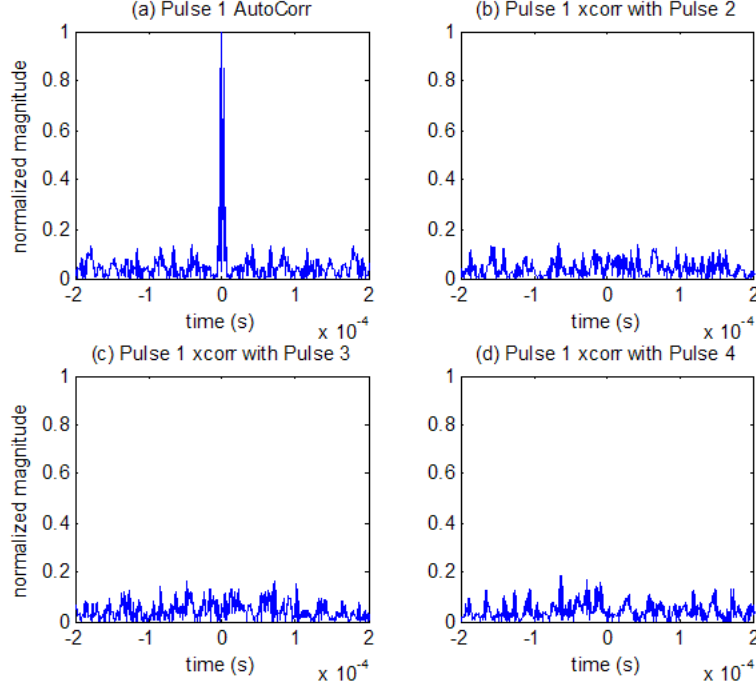 (a) Pulse 1 AutoCorr
1
0.8
0.6
0.4
0.2
0
normalized magnitude
-2 -1 0 1 2
time (s)
x 10^-4
(b) Pulse 1 xcorr with Pulse 2
1
0.8
0.6
0.4
0.2
0
-2 -1 0 1 2
time (s)
x 10^-4
(c) Pulse 1 xcorr with Pulse 3
1
0.8
0.6
0.4
0.2
0
normalized magnitude
-2 -1 0 1 2
time (s)
x 10^-4
(d) Pulse 1 xcorr with Pulse 4
1
0.8
0.6
0.4
0.2
0
-2 -1 0 1 2
time (s)
x 10^-4